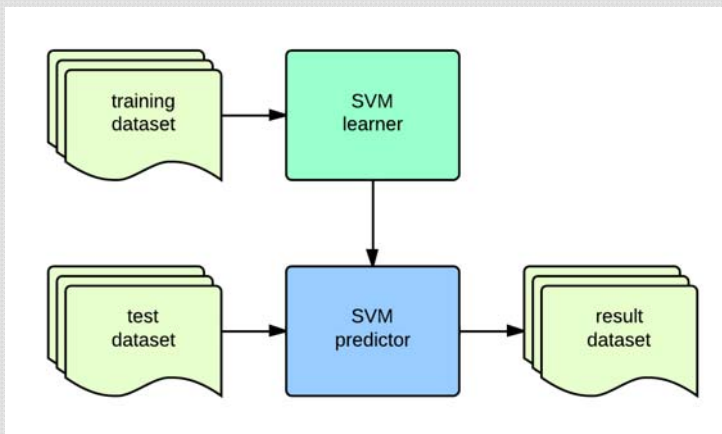 training
dataset
SVM
learner
test
dataset
SVM
predictor
result
dataset